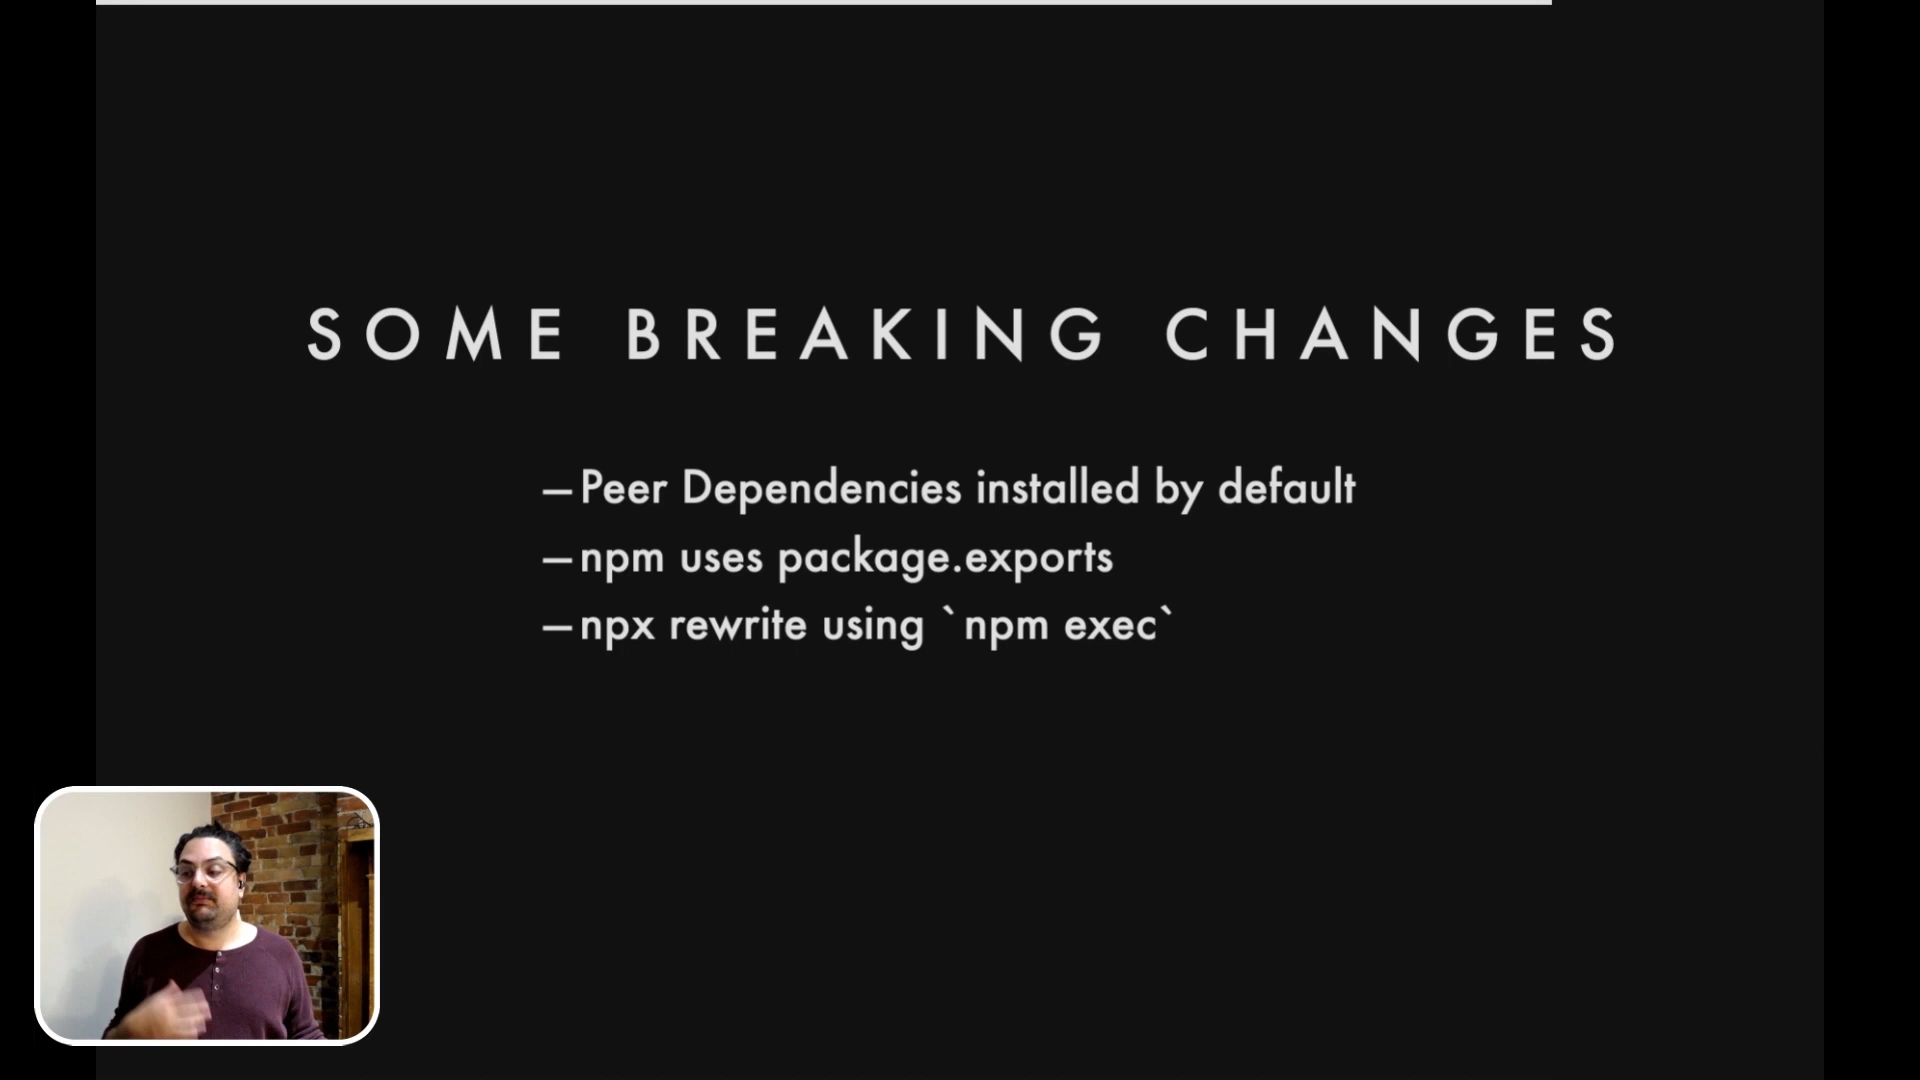 SOME BREAKING CHANGES
—Peer Dependencies installed by default
—npm uses package.exports
—npx rewrite using `npm exec`